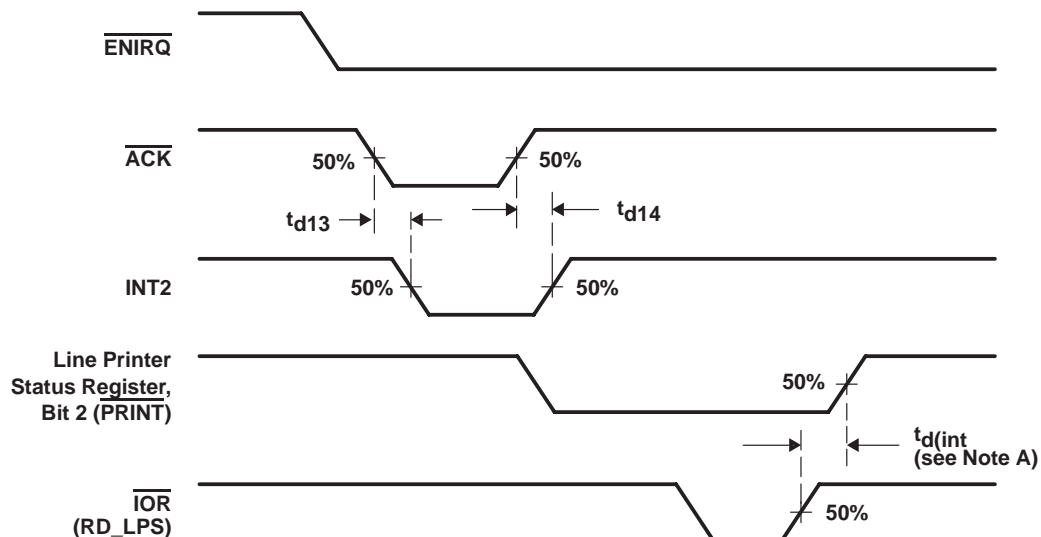 ENIRQ
ACK
50%
50%
td13
td14
INT2
50%
50%
Line Printer
Status Register,
Bit 2 (PRINT)
50%
td(int
(see Note A)
IOR
(RD_LPS)
50%